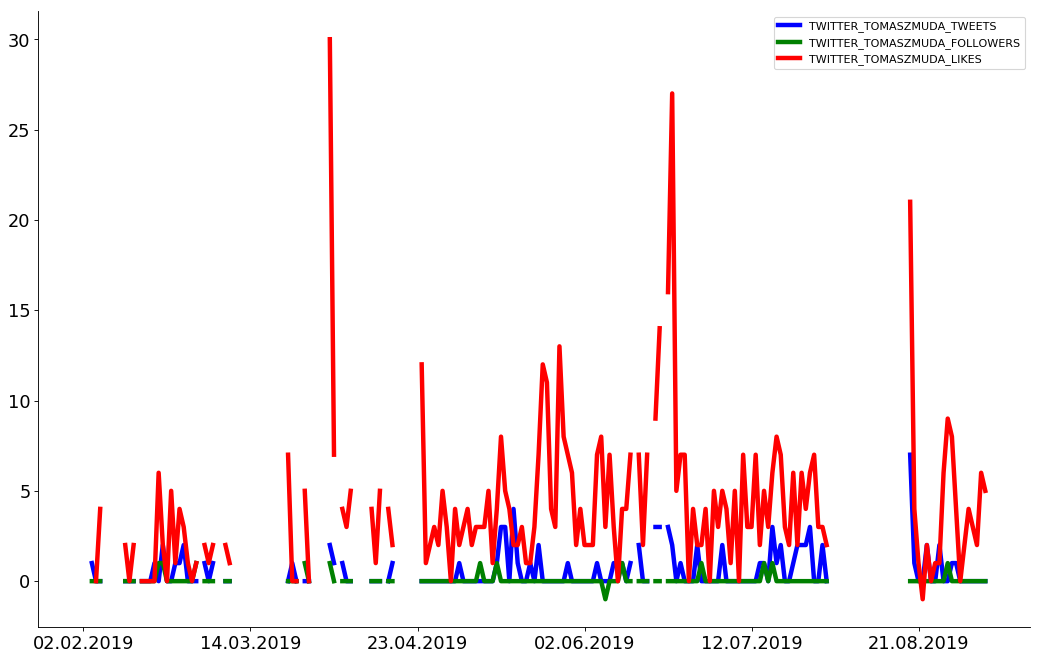 TWITTER_TOMASZMUDA_TWEETS
TWITTER_TOMASZMUDA_FOLLOWERS
TWITTER_TOMASZMUDA_LIKES
30
25
20
15
10
5
0
02.02.2019 14.03.2019 23.04.2019 02.06.2019 12.07.2019 21.08.2019